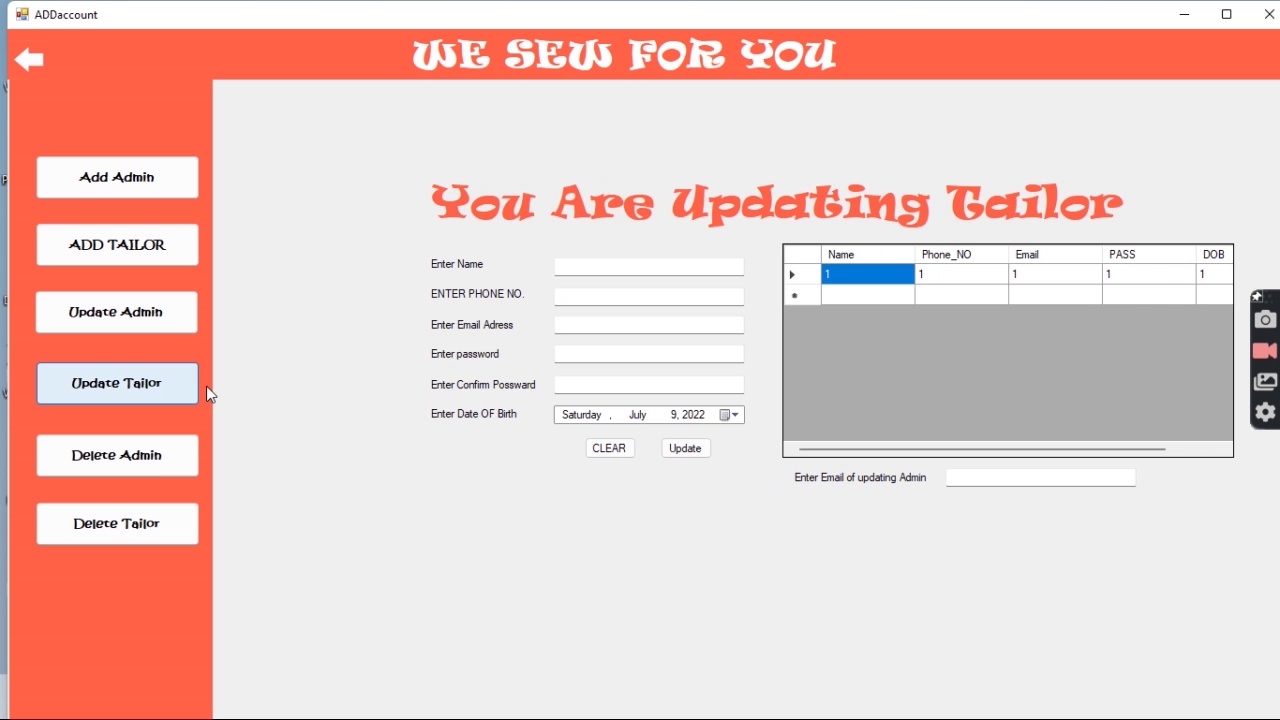 ADDaccount
WE SEW FOR YOU
Add Admin
ADD TAILOR
Update Admin
Update Tailor
Delete Admin
Delete Tailor
You Are Updating Tailor
Enter Name
ENTER PHONE NO.
Enter Email Adress
Enter password
Enter Confirm Possward
Enter Date OF Birth
Saturday , July 9, 2022
CLEAR Update
Name Phone_NO Email PASS DOB
1 1 1 1 1
Enter Email of updating Admin